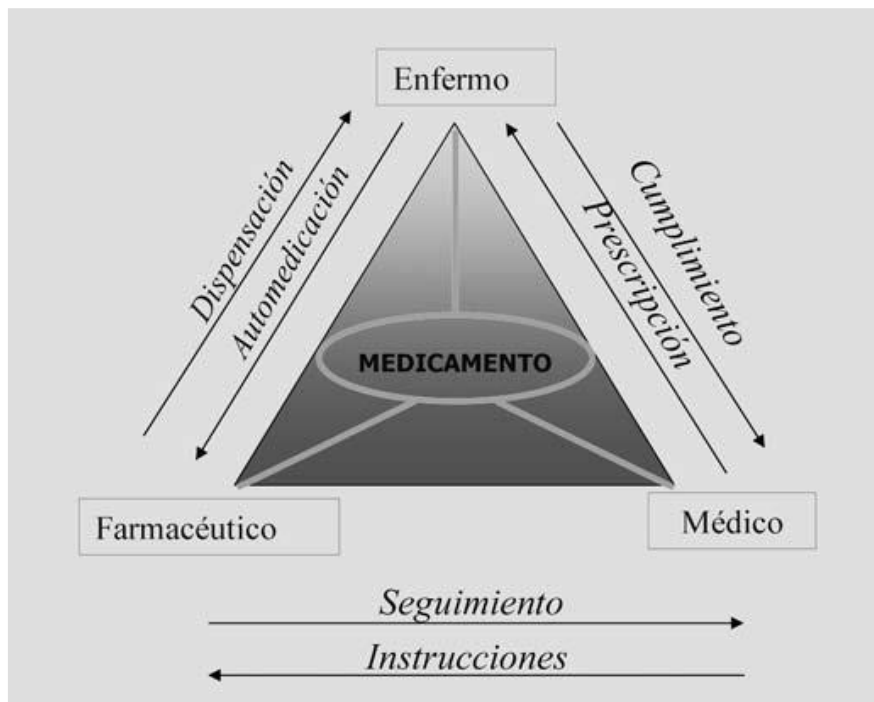 Enfermo
Dispensación
Automedicación
Prescripción
Cumplimiento
MEDICAMENTO
Farmacéutico
Médico
Seguimiento
Instrucciones